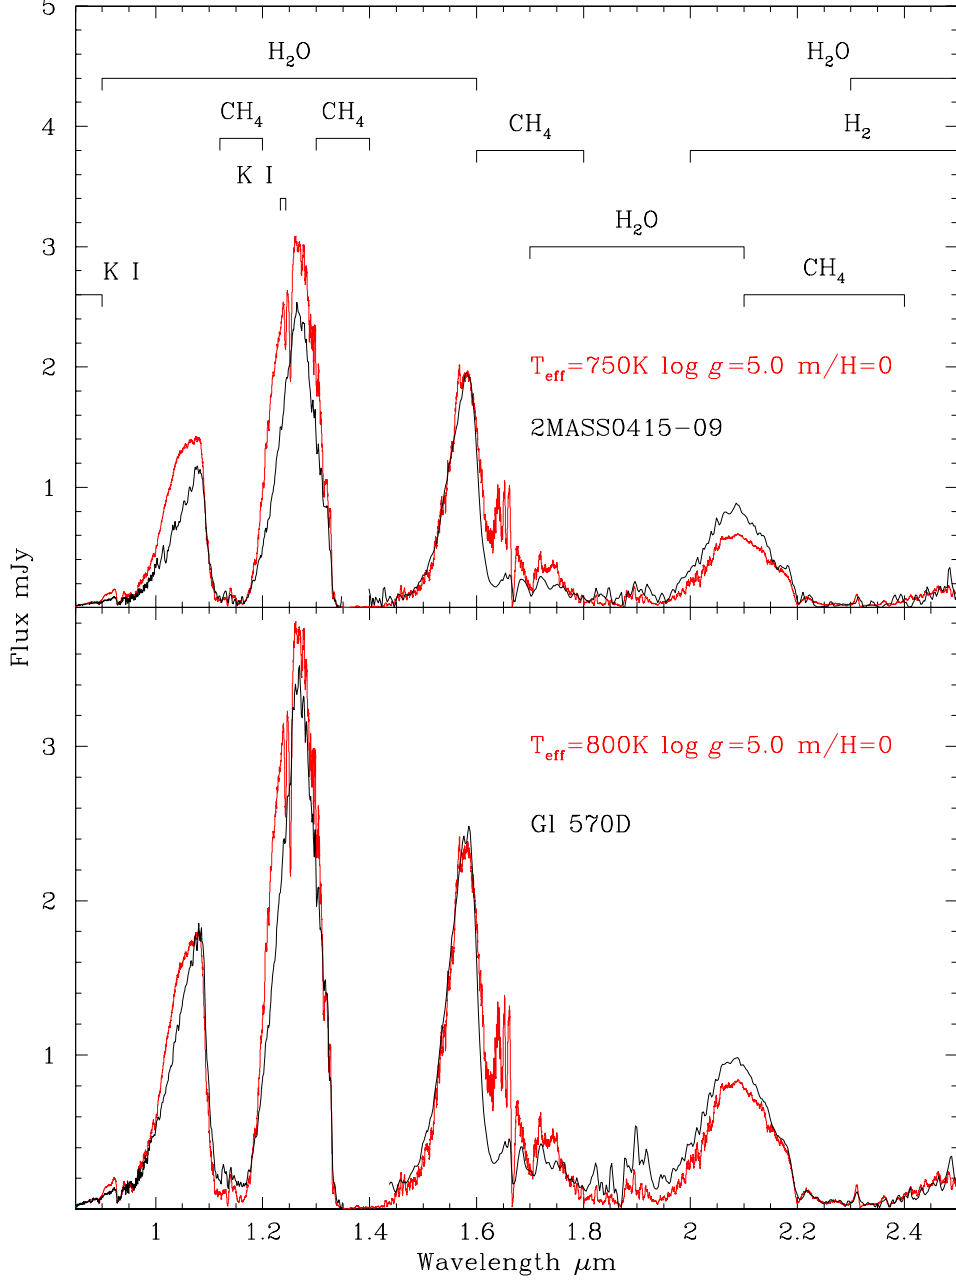 5
H₂O
H₂O
CH₄
CH₄
CH₄
H₂
4
K I
H₂O
3
K I
CH₄
Tₑff=750K log g=5.0 m/H=0
2
2MASS0415−09
1
Flux mJy
Tₑff=800K log g=5.0 m/H=0
3
Gl 570D
2
1
1 1.2 1.4 1.6 1.8 2 2.2 2.4
Wavelength μm